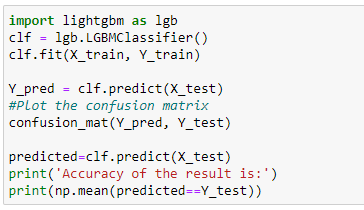 import lightgbm as lgb
clf = lgb.LGBMClassifier()
clf.fit(X_train, Y_train)
Y_pred = clf.predict(X_test)
#Plot the confusion matrix
confusion_mat(Y_pred, Y_test)
predicted=clf.predict(X_test)
print('Accuracy of the result is:')
print(np.mean(predicted==Y_test))